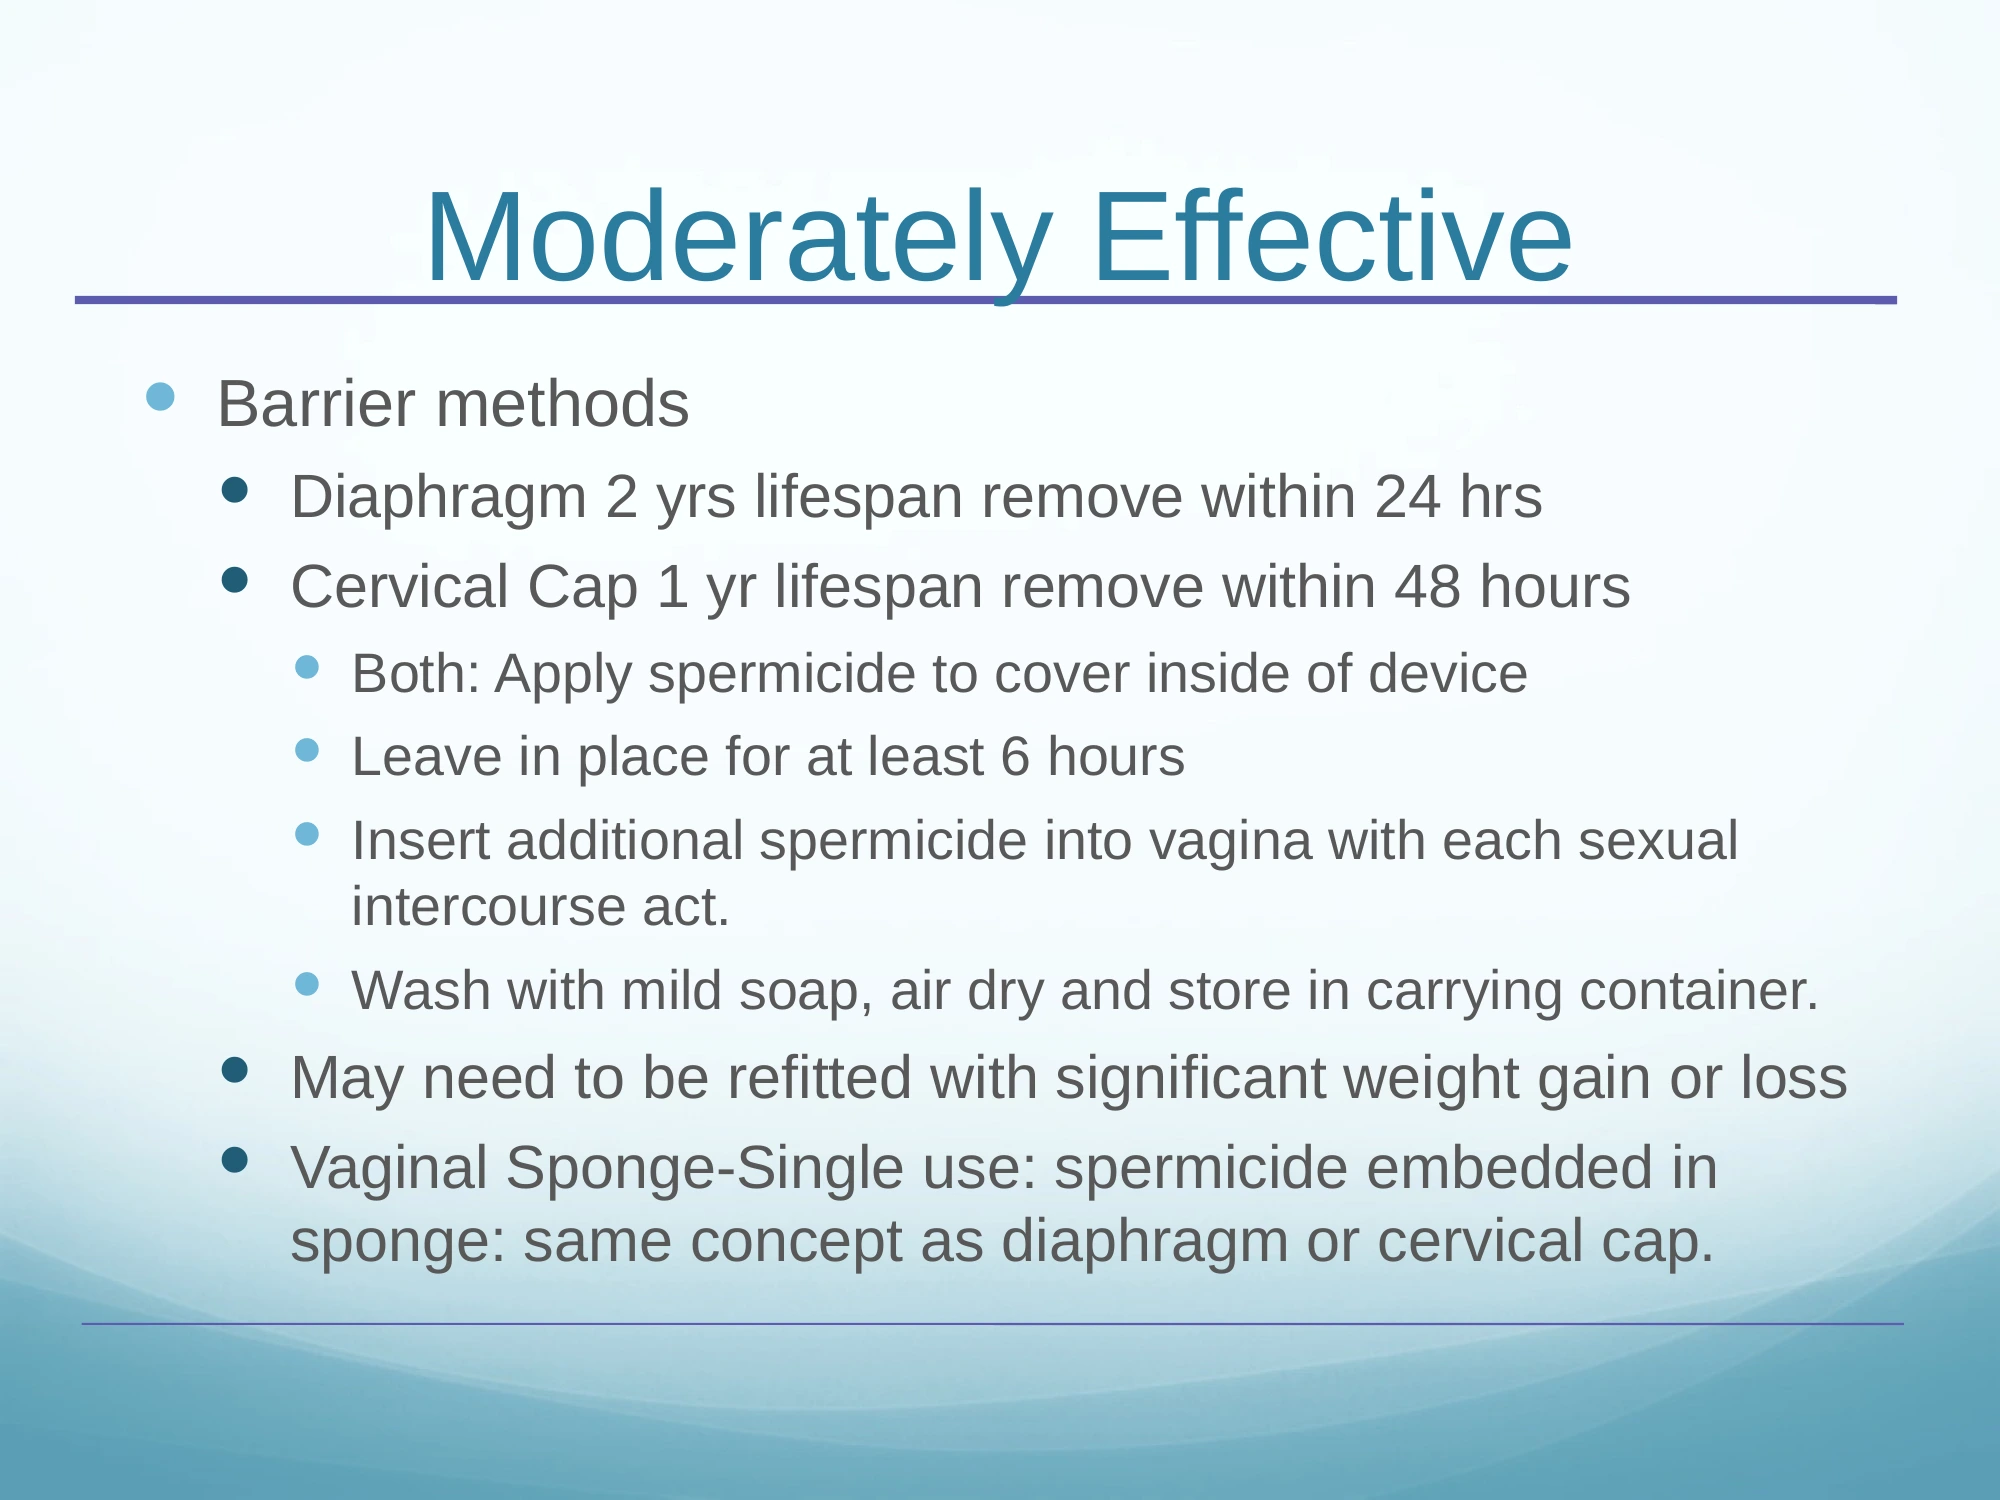 Moderately Effective
Barrier methods
Diaphragm 2 yrs lifespan remove within 24 hrs
Cervical Cap 1 yr lifespan remove within 48 hours
Both: Apply spermicide to cover inside of device
Leave in place for at least 6 hours
Insert additional spermicide into vagina with each sexual
intercourse act.
Wash with mild soap, air dry and store in carrying container.
May need to be refitted with significant weight gain or loss
Vaginal Sponge-Single use: spermicide embedded in
sponge: same concept as diaphragm or cervical cap.